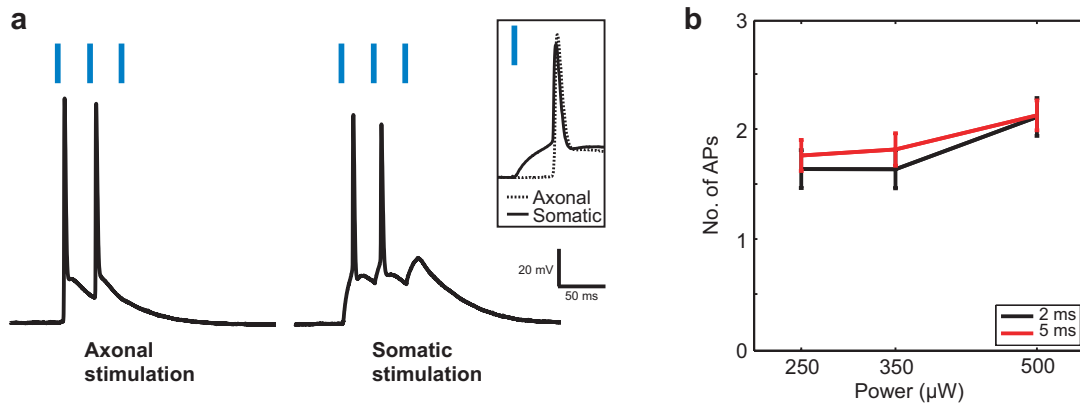 a
Axonal
stimulation
Somatic
stimulation
Axonal
Somatic
20 mV
50 ms
b
No. of APs
3
2
1
0
250
350
500
Power (µW)
2 ms
5 ms